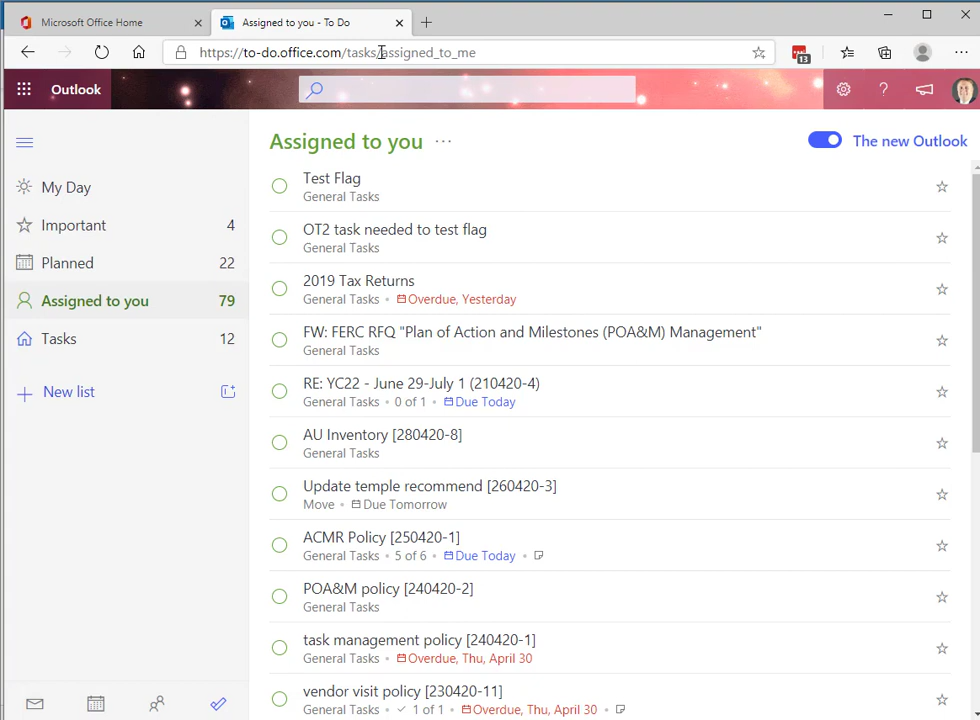 Microsoft Office Home
Assigned to you - To Do
https://to-do.office.com/tasks/assigned_to_me
13
Outlook
Assigned to you ...
The new Outlook
My Day
Important 4
Planned 22
Assigned to you 79
Tasks 12
New list
Test Flag
General Tasks
OT2 task needed to test flag
General Tasks
2019 Tax Returns
General Tasks • Overdue, Yesterday
FW: FERC RFQ "Plan of Action and Milestones (POA&M) Management"
General Tasks
RE: YC22 - June 29-July 1 (210420-4)
General Tasks • 0 of 1 • Due Today
AU Inventory [280420-8]
General Tasks
Update temple recommend [260420-3]
Move • Due Tomorrow
ACMR Policy [250420-1]
General Tasks • 5 of 6 • Due Today •
POA&M policy [240420-2]
General Tasks
task management policy [240420-1]
General Tasks • Overdue, Thu, April 30
vendor visit policy [230420-11]
General Tasks • 1 of 1 • Overdue, Thu, April 30 •